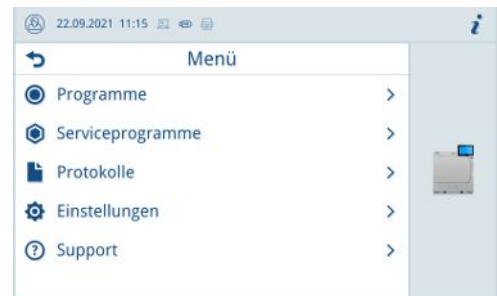 22.09.2021 11:15
i
Menü
Programme
Serviceprogramme
Protokolle
Einstellungen
? Support